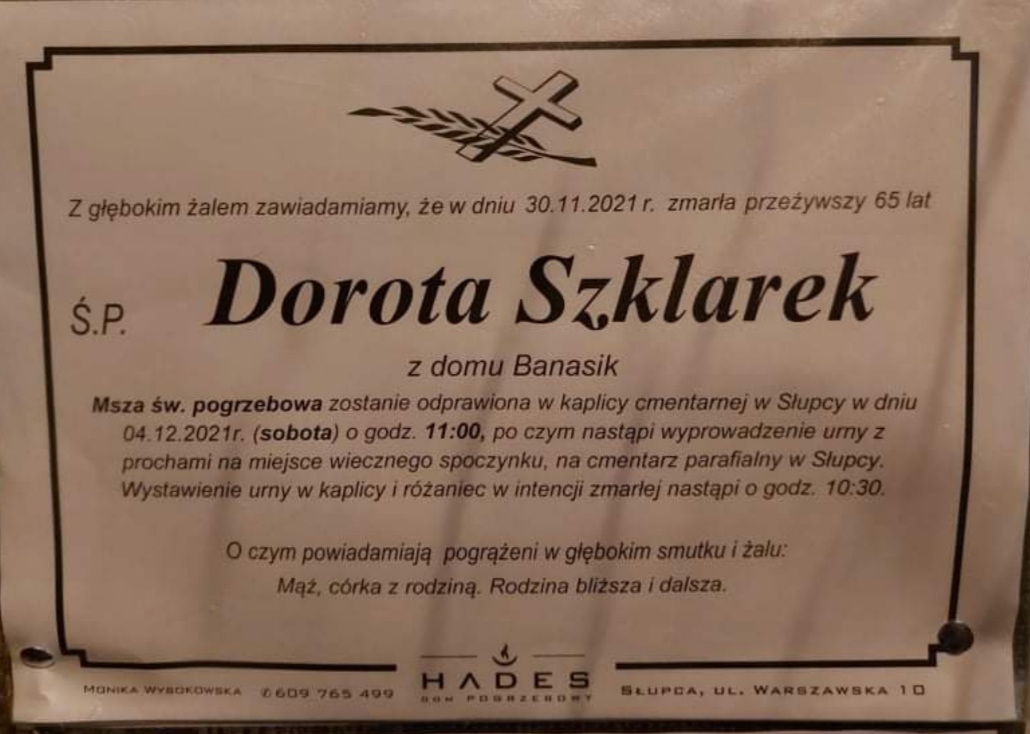 Z głębokim żalem zawiadamiamy, że w dniu 30.11.2021 r. zmarła przeżywszy 65 lat
Ś.P. Dorota Szklarek
z domu Banasik
Msza św. pogrzebowa zostanie odprawiona w kaplicy cmentarnej w Słupcy w dniu
04.12.2021r. (sobota) o godz. 11:00, po czym nastąpi wyprowadzenie urny z
prochami na miejsce wiecznego spoczynku, na cmentarz parafialny w Słupcy.
Wystawienie urny w kaplicy i różaniec w intencji zmarłej nastąpi o godz. 10:30.
O czym powiadamiają pogrążeni w głębokim smutku i żalu:
Mąż, córka z rodziną. Rodzina bliższa i dalsza.
MONIKA WYSOKOWSKA ✆609 765 499
HADES
DOM POGRZEBOWY
SŁUPCA, UL. WARSZAWSKA 10